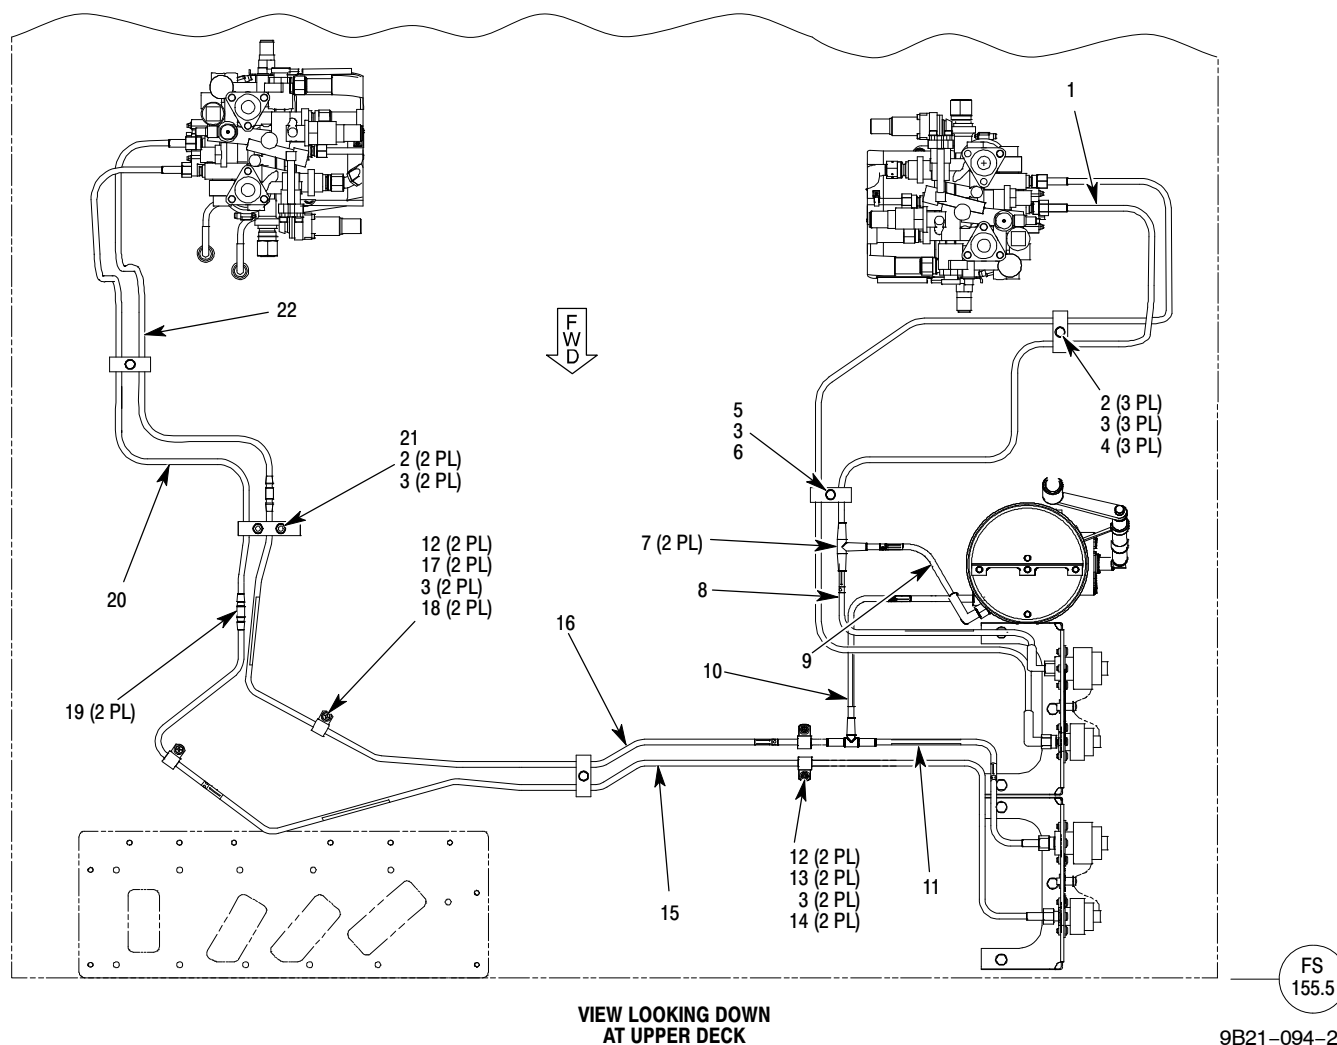 1
22
F
W
D
2 (3 PL)
3 (3 PL)
4 (3 PL)
5
3
6
21
2 (2 PL)
3 (2 PL)
7 (2 PL)
12 (2 PL)
17 (2 PL)
3 (2 PL)
18 (2 PL)
8
20
16
9
10
19 (2 PL)
12 (2 PL)
13 (2 PL)
3 (2 PL)
14 (2 PL)
11
15
FS
155.5
VIEW LOOKING DOWN
AT UPPER DECK
9B21-094-2